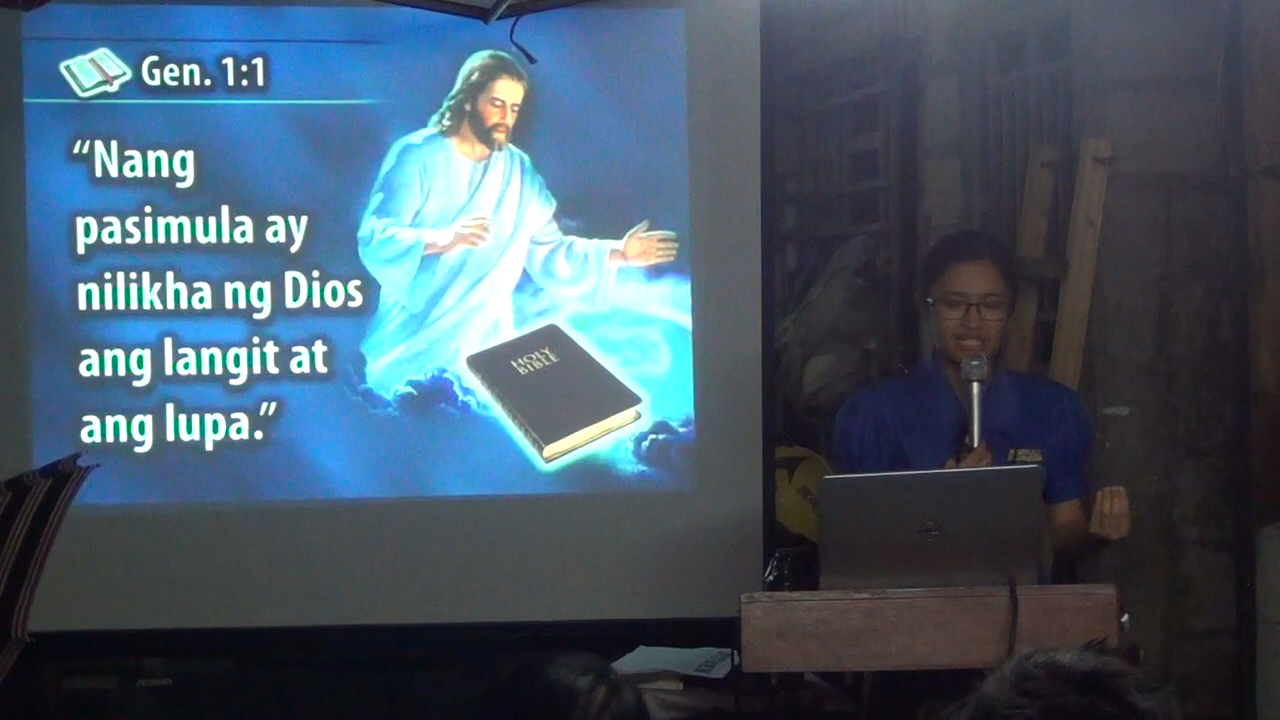 Gen. 1:1
“Nang
pasimula ay
nilikha ng Dios
ang langit at
ang lupa.”
HOLY
BIBLE